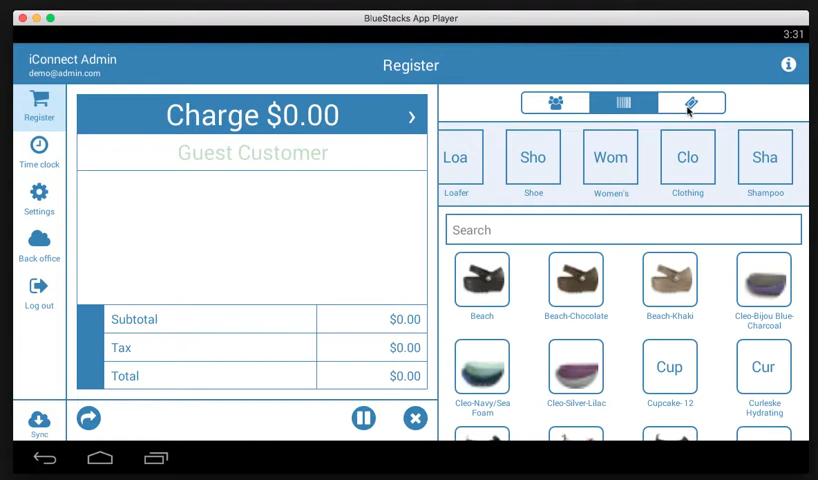 BlueStacks App Player
3:31
iConnect Admin
demo@admin.com
Register
Register
Time clock
Settings
Back office
Log out
Sync
Charge $0.00
Guest Customer
Subtotal $0.00
Tax $0.00
Total $0.00
Loa
Sho
Wom
Clo
Sha
Loafer
Shoe
Women's
Clothing
Shampoo
Search
Beach
Beach-Chocolate
Beach-Khaki
Cleo-Bijou Blue-
Charcoal
Cup
Cur
Cleo-Navy/Sea
Foam
Cleo-Silver-Lilac
Cupcake- 12
Curleske
Hydrating